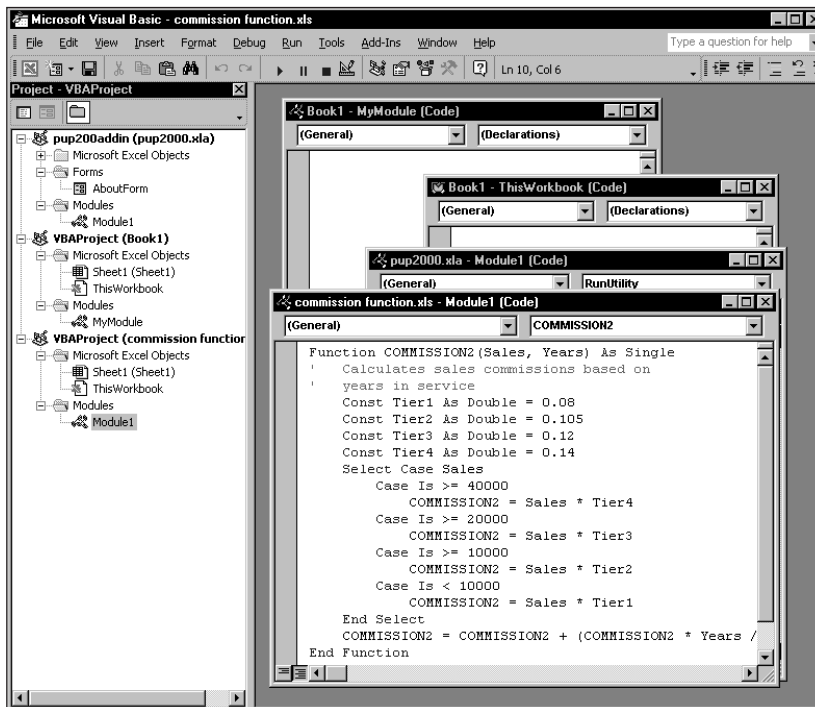 Microsoft Visual Basic - commission function.xls
File Edit View Insert Format Debug Run Tools Add-Ins Window Help
Type a question for help
Ln 10, Col 6
Project - VBAProject
pup200addin (pup2000.xla)
Microsoft Excel Objects
Forms
AboutForm
Modules
Module1
VBAProject (Book1)
Microsoft Excel Objects
Sheet1 (Sheet1)
ThisWorkbook
Modules
MyModule
VBAProject (commission function
Microsoft Excel Objects
Sheet1 (Sheet1)
ThisWorkbook
Modules
Module1
Book1 - MyModule (Code)
(General) (Declarations)
Book1 - ThisWorkbook (Code)
(General) (Declarations)
pup2000.xla - Module1 (Code)
(General) RunUtility
commission function.xls - Module1 (Code)
(General) COMMISSION2
Function COMMISSION2(Sales, Years) As Single
' Calculates sales commissions based on
' years in service
Const Tier1 As Double = 0.08
Const Tier2 As Double = 0.105
Const Tier3 As Double = 0.12
Const Tier4 As Double = 0.14
Select Case Sales
Case Is >= 40000
COMMISSION2 = Sales * Tier4
Case Is >= 20000
COMMISSION2 = Sales * Tier3
Case Is >= 10000
COMMISSION2 = Sales * Tier2
Case Is < 10000
COMMISSION2 = Sales * Tier1
End Select
COMMISSION2 = COMMISSION2 + (COMMISSION2 * Years /
End Function